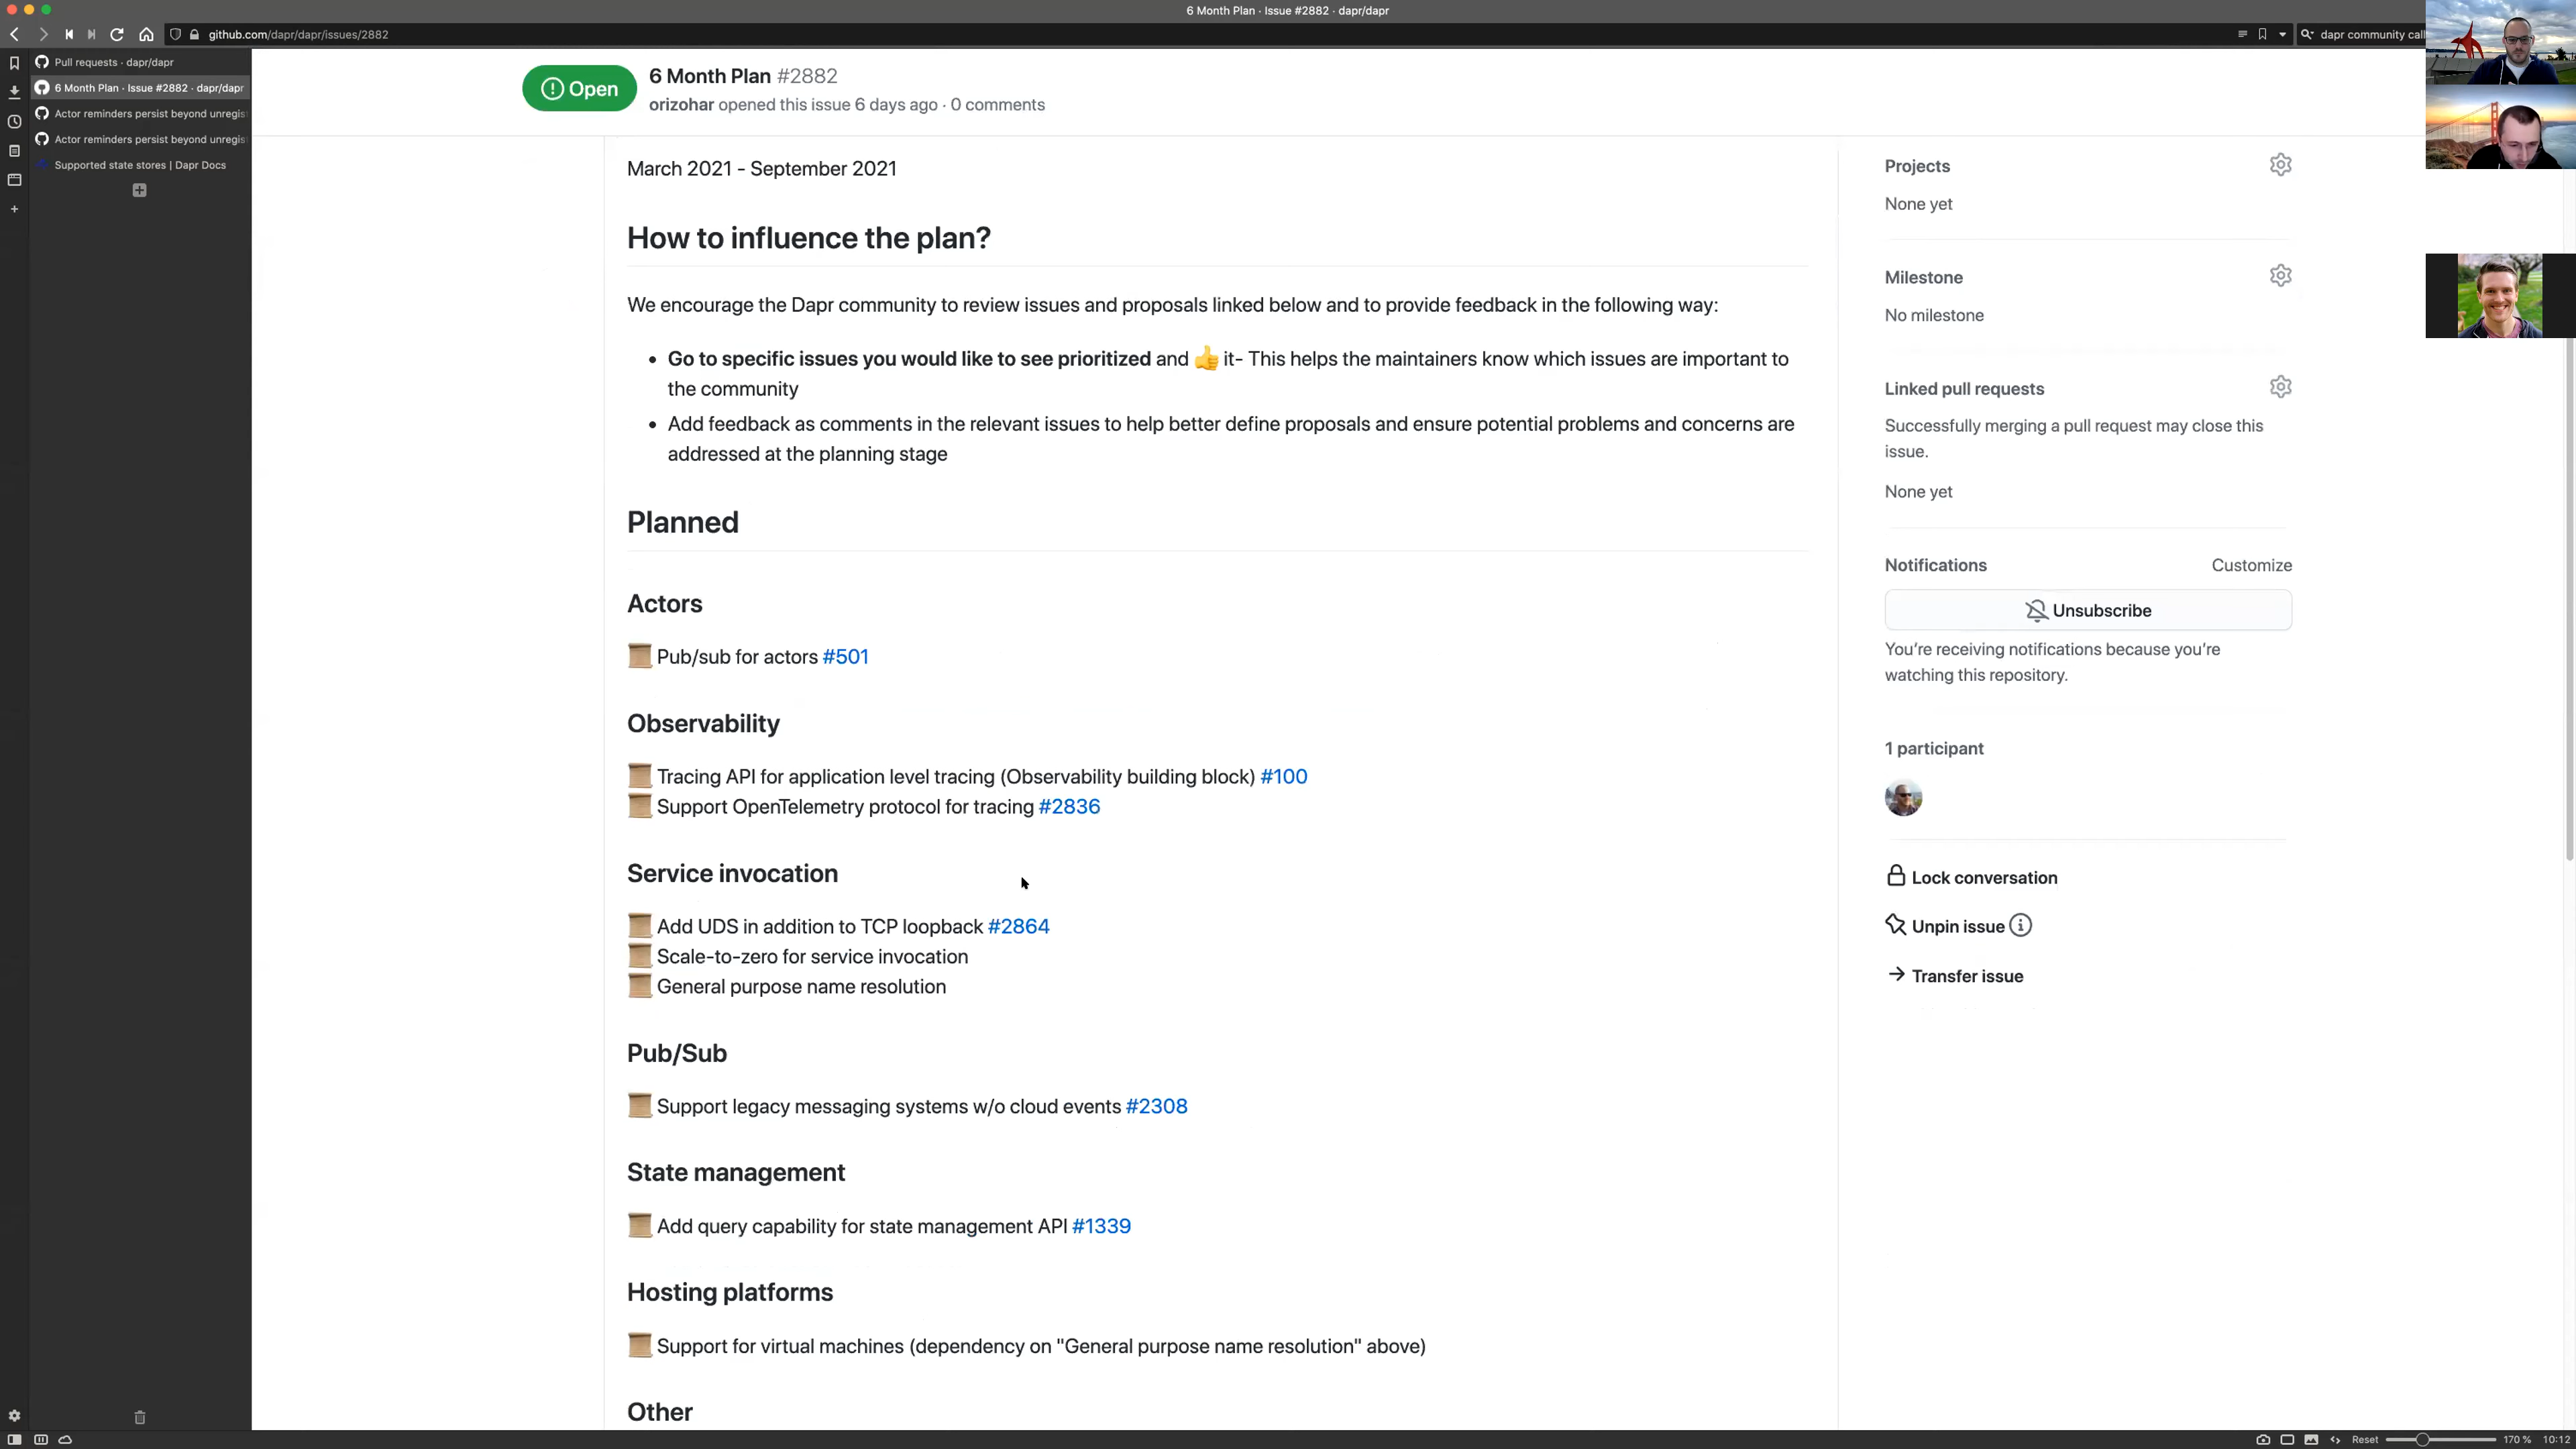 6 Month Plan · Issue #2882 · dapr/dapr
github.com/dapr/dapr/issues/2882
dapr community call
Pull requests · dapr/dapr
6 Month Plan · Issue #2882 · dapr/dapr
Actor reminders persist beyond unregis
Actor reminders persist beyond unregis
Supported state stores | Dapr Docs
Open
6 Month Plan #2882
orizohar opened this issue 6 days ago · 0 comments
March 2021 - September 2021
How to influence the plan?
We encourage the Dapr community to review issues and proposals linked below and to provide feedback in the following way:
• Go to specific issues you would like to see prioritized and 👍 it- This helps the maintainers know which issues are important to
the community
• Add feedback as comments in the relevant issues to help better define proposals and ensure potential problems and concerns are
addressed at the planning stage
Planned
Actors
Pub/sub for actors #501
Observability
Tracing API for application level tracing (Observability building block) #100
Support OpenTelemetry protocol for tracing #2836
Service invocation
Add UDS in addition to TCP loopback #2864
Scale-to-zero for service invocation
General purpose name resolution
Pub/Sub
Support legacy messaging systems w/o cloud events #2308
State management
Add query capability for state management API #1339
Hosting platforms
Support for virtual machines (dependency on "General purpose name resolution" above)
Other
Projects
None yet
Milestone
No milestone
Linked pull requests
Successfully merging a pull request may close this
issue.
None yet
Notifications
Customize
Unsubscribe
You're receiving notifications because you're
watching this repository.
1 participant
Lock conversation
Unpin issue
Transfer issue
Reset
170 %
10:12